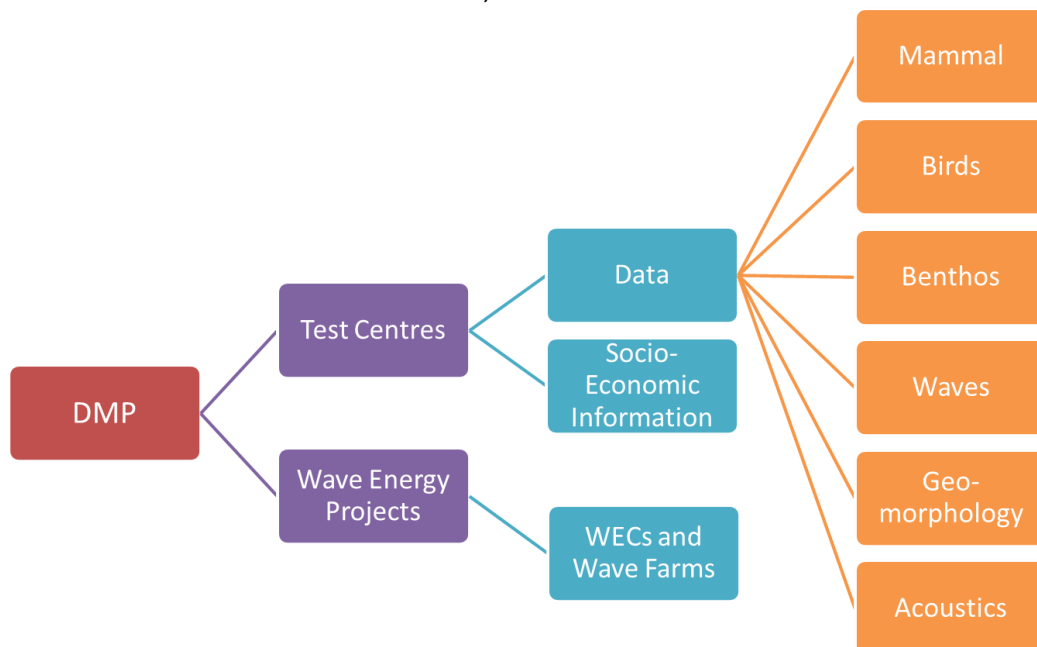 DMP
Test Centres
Wave Energy
Projects
Data
Socio-
Economic
Information
WECs and
Wave Farms
Mammal
Birds
Benthos
Waves
Geo-
morphology
Acoustics